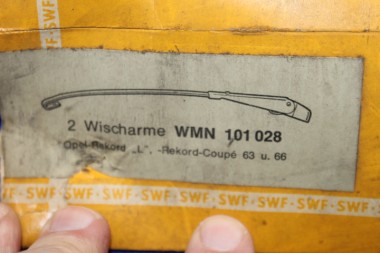 SWF
2 Wischarme WMN 101 028
Opel Rekord „L", -Rekord-Coupé 63 u. 66
SWF - SWF - SWF - SWF - SWF - SWF - SWF - SWF